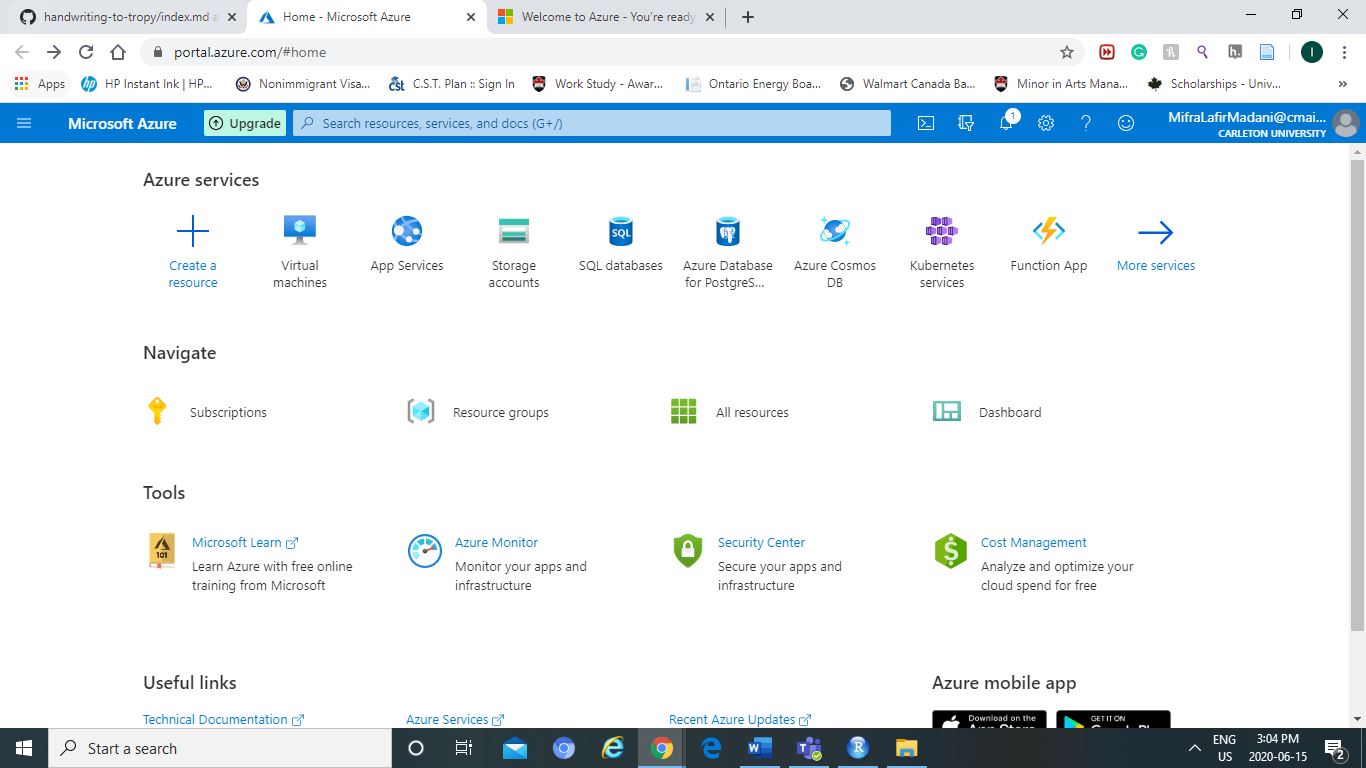 handwriting-to-tropy/index.md a
Home - Microsoft Azure
Welcome to Azure - You're ready
portal.azure.com/#home
I
Apps
HP Instant Ink | HP...
Nonimmigrant Visa...
C.S.T. Plan :: Sign In
Work Study - Awar...
Ontario Energy Boa...
Walmart Canada Ba...
Minor in Arts Mana...
Scholarships - Univ...
»
Microsoft Azure
Upgrade
Search resources, services, and docs (G+/)
1
MifraLafirMadani@cmai...
CARLETON UNIVERSITY
Azure services
Create a
resource
Virtual
machines
App Services
Storage
accounts
SQL
SQL databases
Azure Database
for PostgreS...
Azure Cosmos
DB
Kubernetes
services
Function App
More services
Navigate
Subscriptions
Resource groups
All resources
Dashboard
Tools
101
Microsoft Learn
Learn Azure with free online
training from Microsoft
Azure Monitor
Monitor your apps and
infrastructure
Security Center
Secure your apps and
infrastructure
Cost Management
Analyze and optimize your
cloud spend for free
Useful links
Azure mobile app
Technical Documentation
Azure Services
Recent Azure Updates
Download on the
GET IT ON
Start a search
ENG
US
3:04 PM
2020-06-15
2